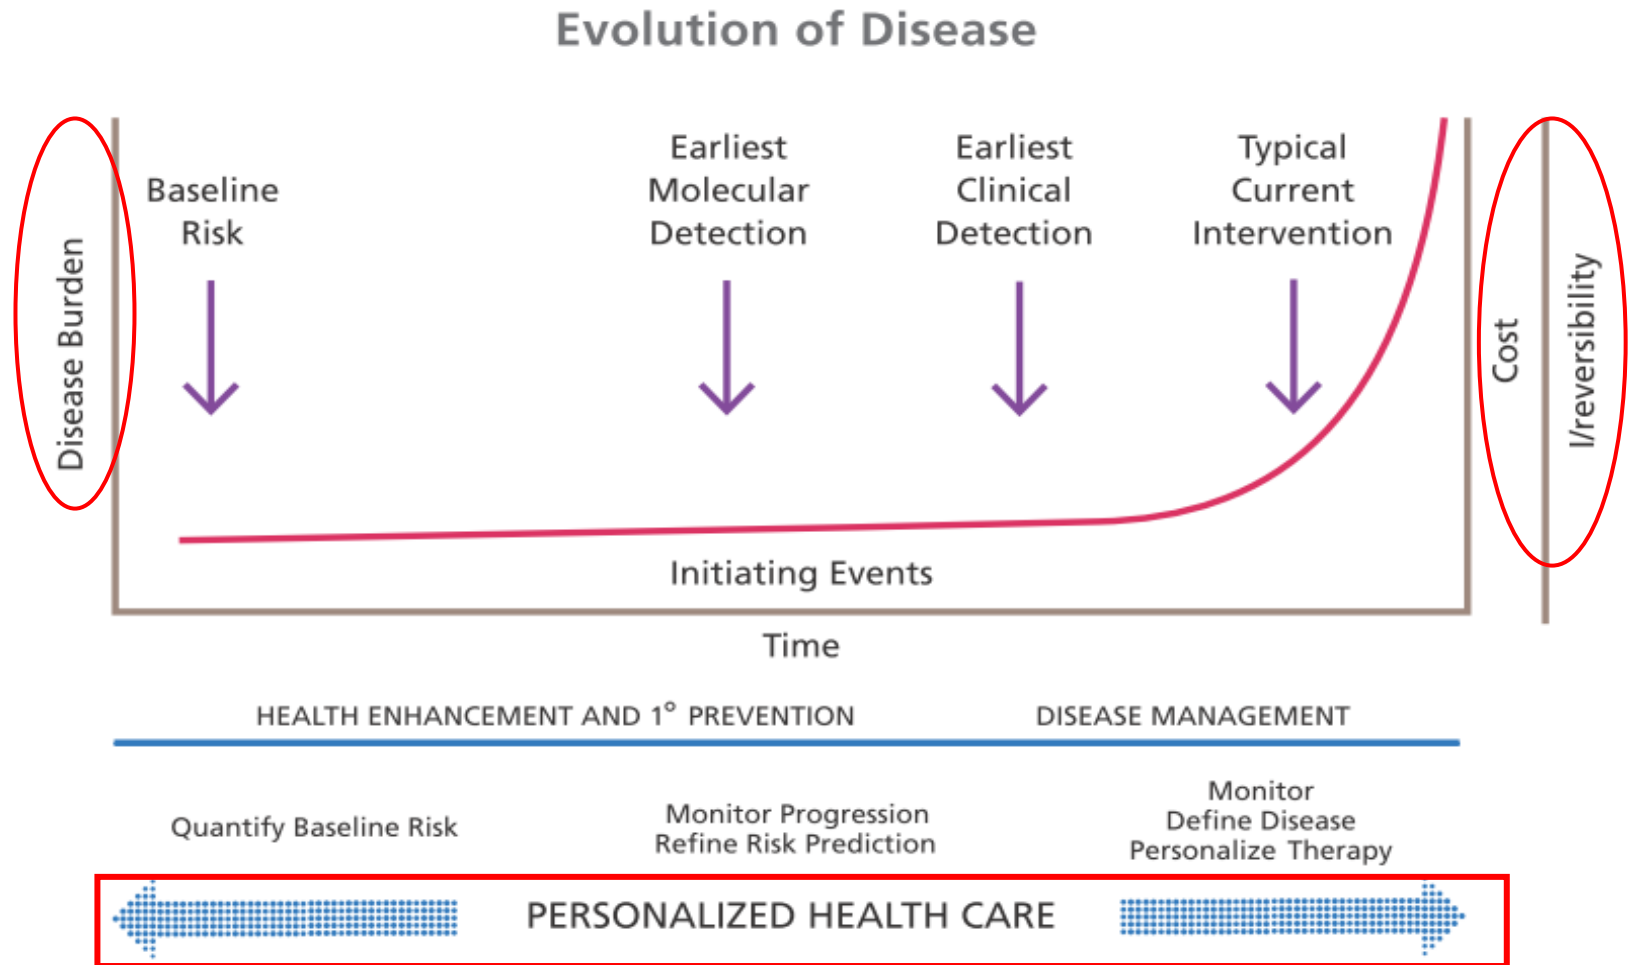 Evolution of Disease
Disease Burden
Baseline
Risk
Earliest
Molecular
Detection
Earliest
Clinical
Detection
Typical
Current
Intervention
Cost
I/reversibility
Initiating Events
Time
HEALTH ENHANCEMENT AND 1° PREVENTION
DISEASE MANAGEMENT
Quantify Baseline Risk
Monitor Progression
Refine Risk Prediction
Monitor
Define Disease
Personalize Therapy
PERSONALIZED HEALTH CARE